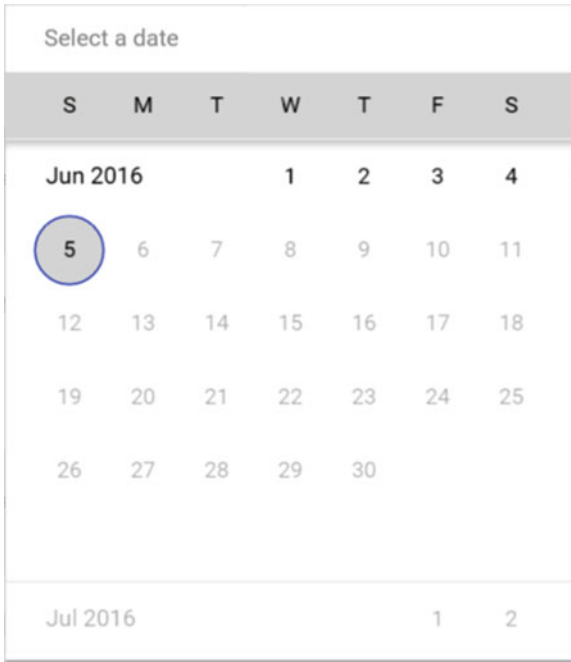 Select a date
S M T W T F S
Jun 2016 1 2 3 4
5 6 7 8 9 10 11
12 13 14 15 16 17 18
19 20 21 22 23 24 25
26 27 28 29 30
Jul 2016 1 2